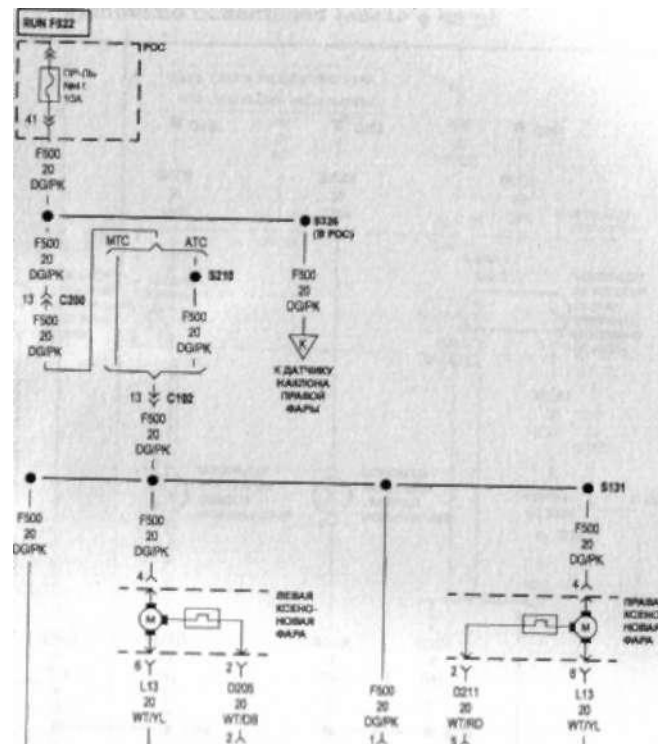 RUN F922
PDC
ПР-ЛЬ
№41
10A
41
F500
20
DG/PK
S326
(В PDC)
F500
20
DG/PK
МТС
АТС
S210
13
C200
F500
20
DG/PK
F500
20
DG/PK
F500
20
DG/PK
K
К ДАТЧИКУ
НАКЛОНА
ПРАВОЙ
ФАРЫ
13
C102
F500
20
DG/PK
S131
F500
20
DG/PK
F500
20
DG/PK
F500
20
DG/PK
4
4
ЛЕВАЯ
КСЕНО-
НОВАЯ
ФАРА
ПРАВА
КСЕНО
НОВАЯ
ФАРА
M
M
6
2
2
6
L13
20
WT/YL
D205
20
WT/DB
2
F500
20
DG/PK
1
D211
20
WT/RD
L13
20
WT/YL